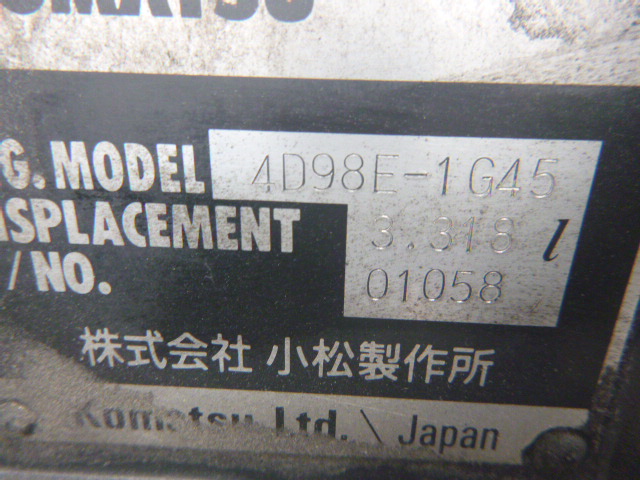 OMATSU
G. MODEL 4D98E-1G45
ISPLACEMENT 3.318 l
/NO. 01058
株式会社 小松製作所
Komatsu Ltd. \ Japan